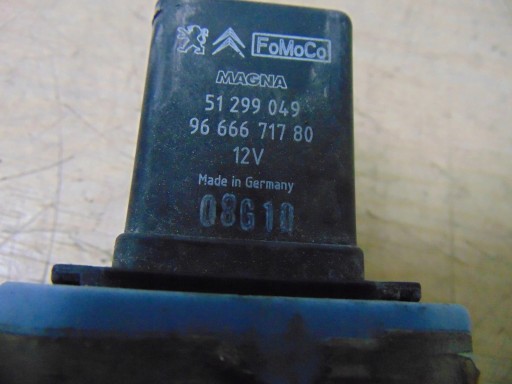 FoMoCo
MAGNA
51 299 049
96 666 717 80
12V
Made in Germany
08G10